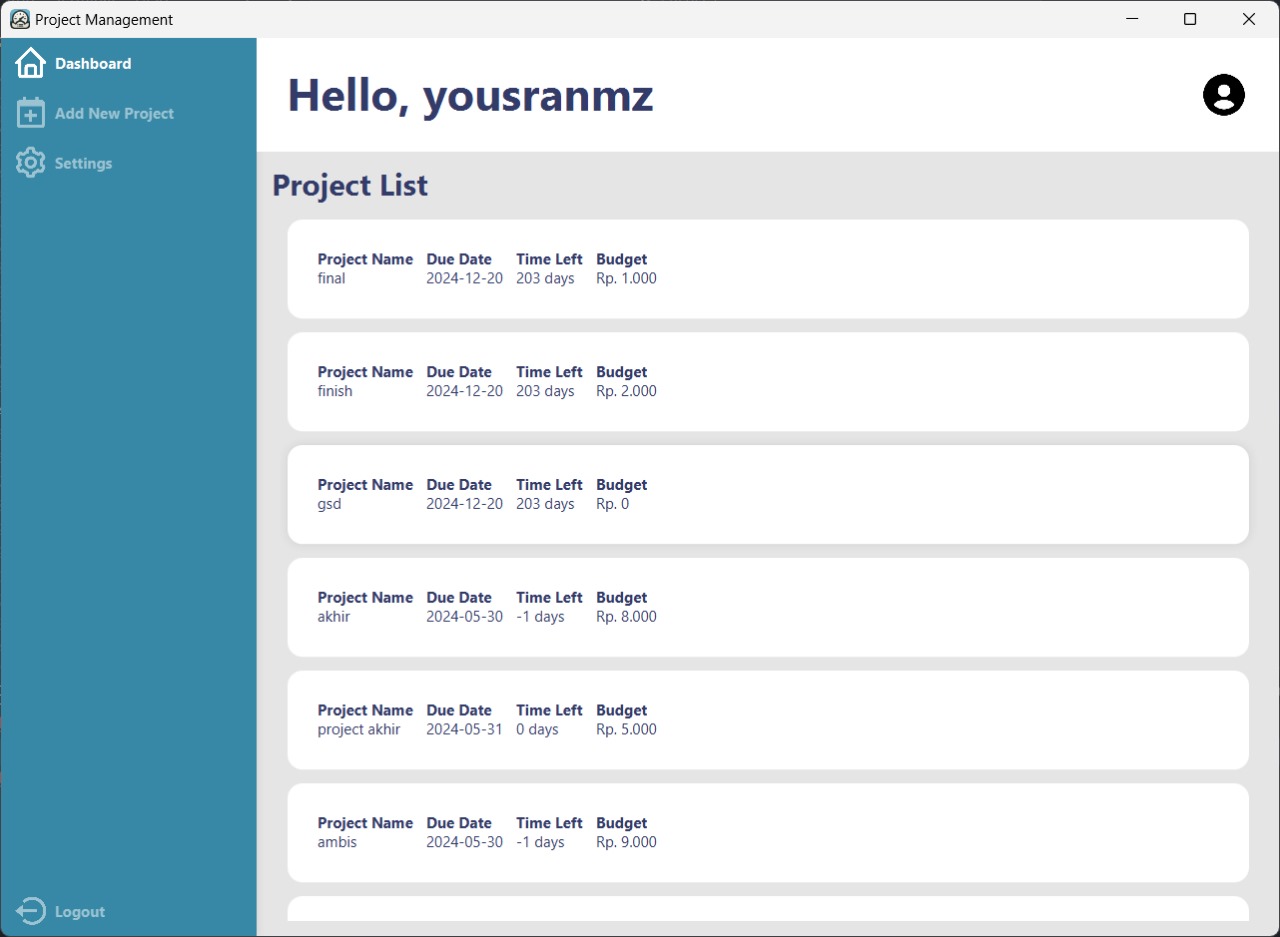 Project Management
Dashboard
Add New Project
Settings
Logout
Hello, yousranmz
Project List
Project Name Due Date Time Left Budget
final 2024-12-20 203 days Rp. 1.000
Project Name Due Date Time Left Budget
finish 2024-12-20 203 days Rp. 2.000
Project Name Due Date Time Left Budget
gsd 2024-12-20 203 days Rp. 0
Project Name Due Date Time Left Budget
akhir 2024-05-30 -1 days Rp. 8.000
Project Name Due Date Time Left Budget
project akhir 2024-05-31 0 days Rp. 5.000
Project Name Due Date Time Left Budget
ambis 2024-05-30 -1 days Rp. 9.000